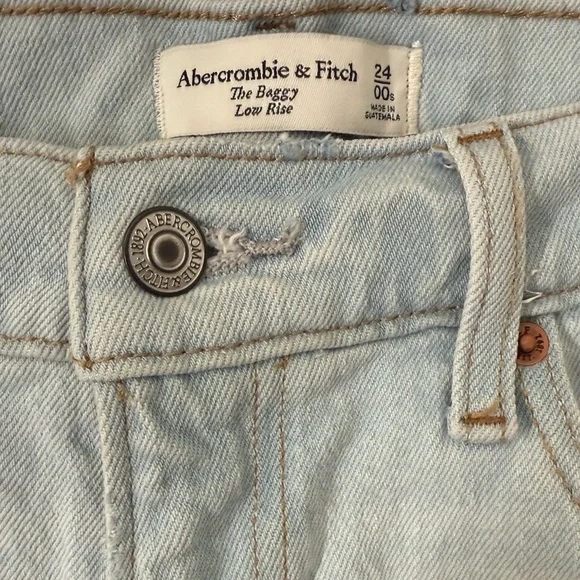 Abercrombie & Fitch
The Baggy
Low Rise
24
00s
MADE IN
GUATEMALA
ABERCROMBIE & FITCH · 1892 ·